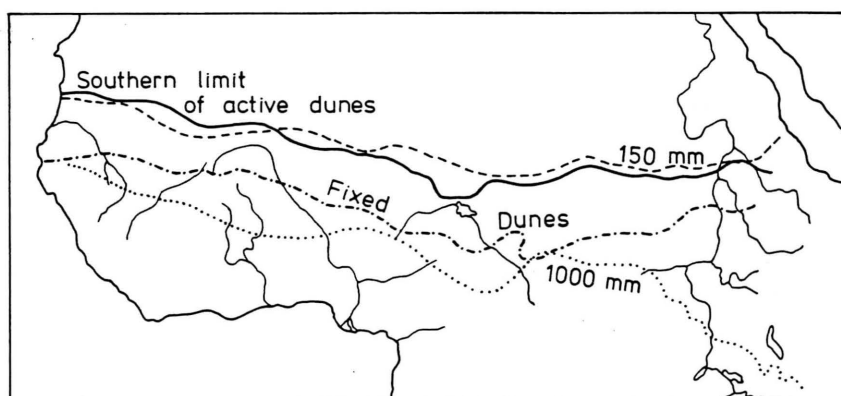 Southern limit
of active dunes
150 mm
Fixed
Dunes
1000 mm